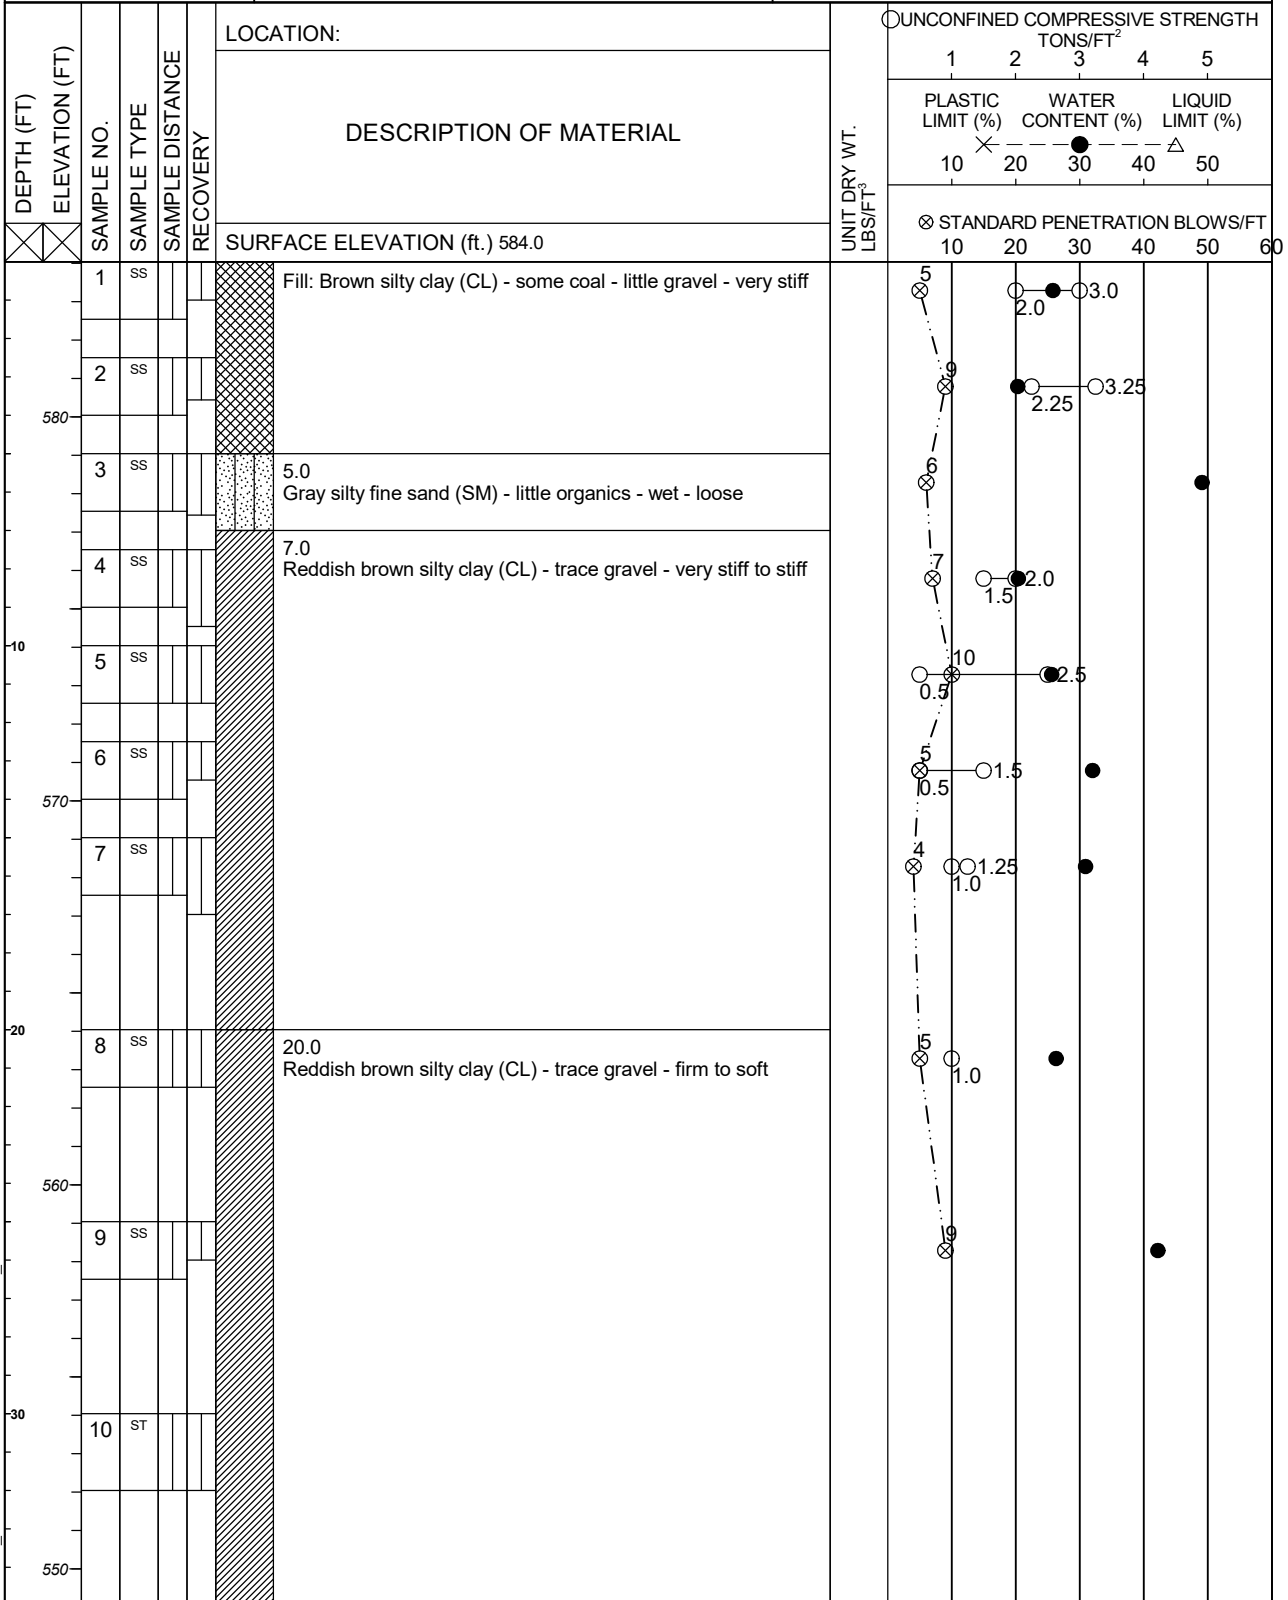 LOCATION:
DESCRIPTION OF MATERIAL
SURFACE ELEVATION (ft.) 584.0
DEPTH (FT)
ELEVATION (FT)
SAMPLE NO.
SAMPLE TYPE
SAMPLE DISTANCE
RECOVERY
UNIT DRY WT.
LBS/FT³
UNCONFINED COMPRESSIVE STRENGTH
TONS/FT²
1 2 3 4 5
PLASTIC WATER LIQUID
LIMIT (%) CONTENT (%) LIMIT (%)
10 20 30 40 50
STANDARD PENETRATION BLOWS/FT
10 20 30 40 50 60
1 SS Fill: Brown silty clay (CL) - some coal - little gravel - very stiff 5 3.0
2.0
2 SS 9 3.25
2.25
580
3 SS 5.0 6
Gray silty fine sand (SM) - little organics - wet - loose
7.0
4 SS Reddish brown silty clay (CL) - trace gravel - very stiff to stiff 7 2.0
1.5
10
5 SS 10 2.5
0.5
6 SS 5 1.5
0.5
570
7 SS 4 1.25
1.0
20
8 SS 20.0 5
Reddish brown silty clay (CL) - trace gravel - firm to soft 1.0
560
9 SS 9
30
10 ST
550